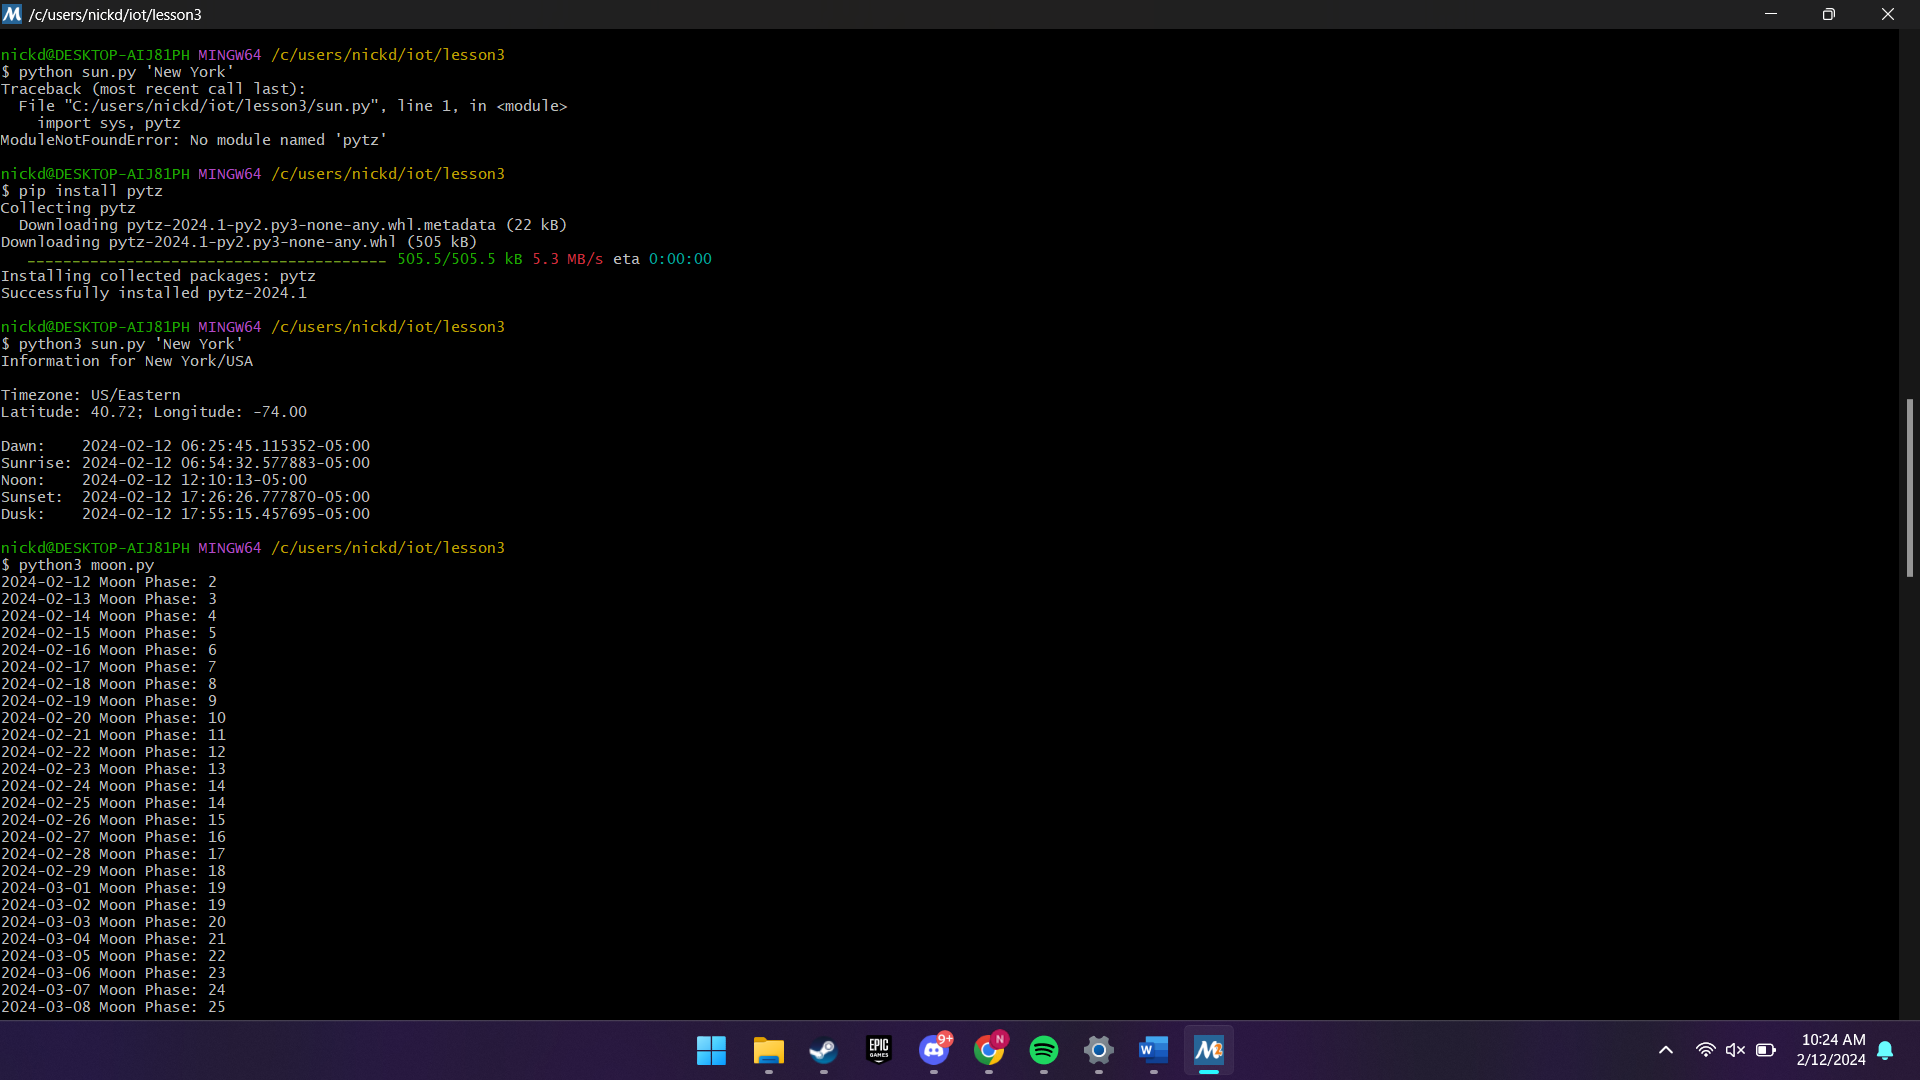 /c/users/nickd/iot/lesson3
nickd@DESKTOP-AIJ81PH MINGW64 /c/users/nickd/iot/lesson3
$ python sun.py 'New York'
Traceback (most recent call last):
  File "C:/users/nickd/iot/lesson3/sun.py", line 1, in <module>
    import sys, pytz
ModuleNotFoundError: No module named 'pytz'
nickd@DESKTOP-AIJ81PH MINGW64 /c/users/nickd/iot/lesson3
$ pip install pytz
Collecting pytz
  Downloading pytz-2024.1-py2.py3-none-any.whl.metadata (22 kB)
Downloading pytz-2024.1-py2.py3-none-any.whl (505 kB)
   ---------------------------------------- 505.5/505.5 kB 5.3 MB/s eta 0:00:00
Installing collected packages: pytz
Successfully installed pytz-2024.1
nickd@DESKTOP-AIJ81PH MINGW64 /c/users/nickd/iot/lesson3
$ python3 sun.py 'New York'
Information for New York/USA
Timezone: US/Eastern
Latitude: 40.72; Longitude: -74.00
Dawn:    2024-02-12 06:25:45.115352-05:00
Sunrise: 2024-02-12 06:54:32.577883-05:00
Noon:    2024-02-12 12:10:13-05:00
Sunset:  2024-02-12 17:26:26.777870-05:00
Dusk:    2024-02-12 17:55:15.457695-05:00
nickd@DESKTOP-AIJ81PH MINGW64 /c/users/nickd/iot/lesson3
$ python3 moon.py
2024-02-12 Moon Phase: 2
2024-02-13 Moon Phase: 3
2024-02-14 Moon Phase: 4
2024-02-15 Moon Phase: 5
2024-02-16 Moon Phase: 6
2024-02-17 Moon Phase: 7
2024-02-18 Moon Phase: 8
2024-02-19 Moon Phase: 9
2024-02-20 Moon Phase: 10
2024-02-21 Moon Phase: 11
2024-02-22 Moon Phase: 12
2024-02-23 Moon Phase: 13
2024-02-24 Moon Phase: 14
2024-02-25 Moon Phase: 14
2024-02-26 Moon Phase: 15
2024-02-27 Moon Phase: 16
2024-02-28 Moon Phase: 17
2024-02-29 Moon Phase: 18
2024-03-01 Moon Phase: 19
2024-03-02 Moon Phase: 19
2024-03-03 Moon Phase: 20
2024-03-04 Moon Phase: 21
2024-03-05 Moon Phase: 22
2024-03-06 Moon Phase: 23
2024-03-07 Moon Phase: 24
2024-03-08 Moon Phase: 25
EPIC
GAMES
9+
N
W
10:24 AM
2/12/2024